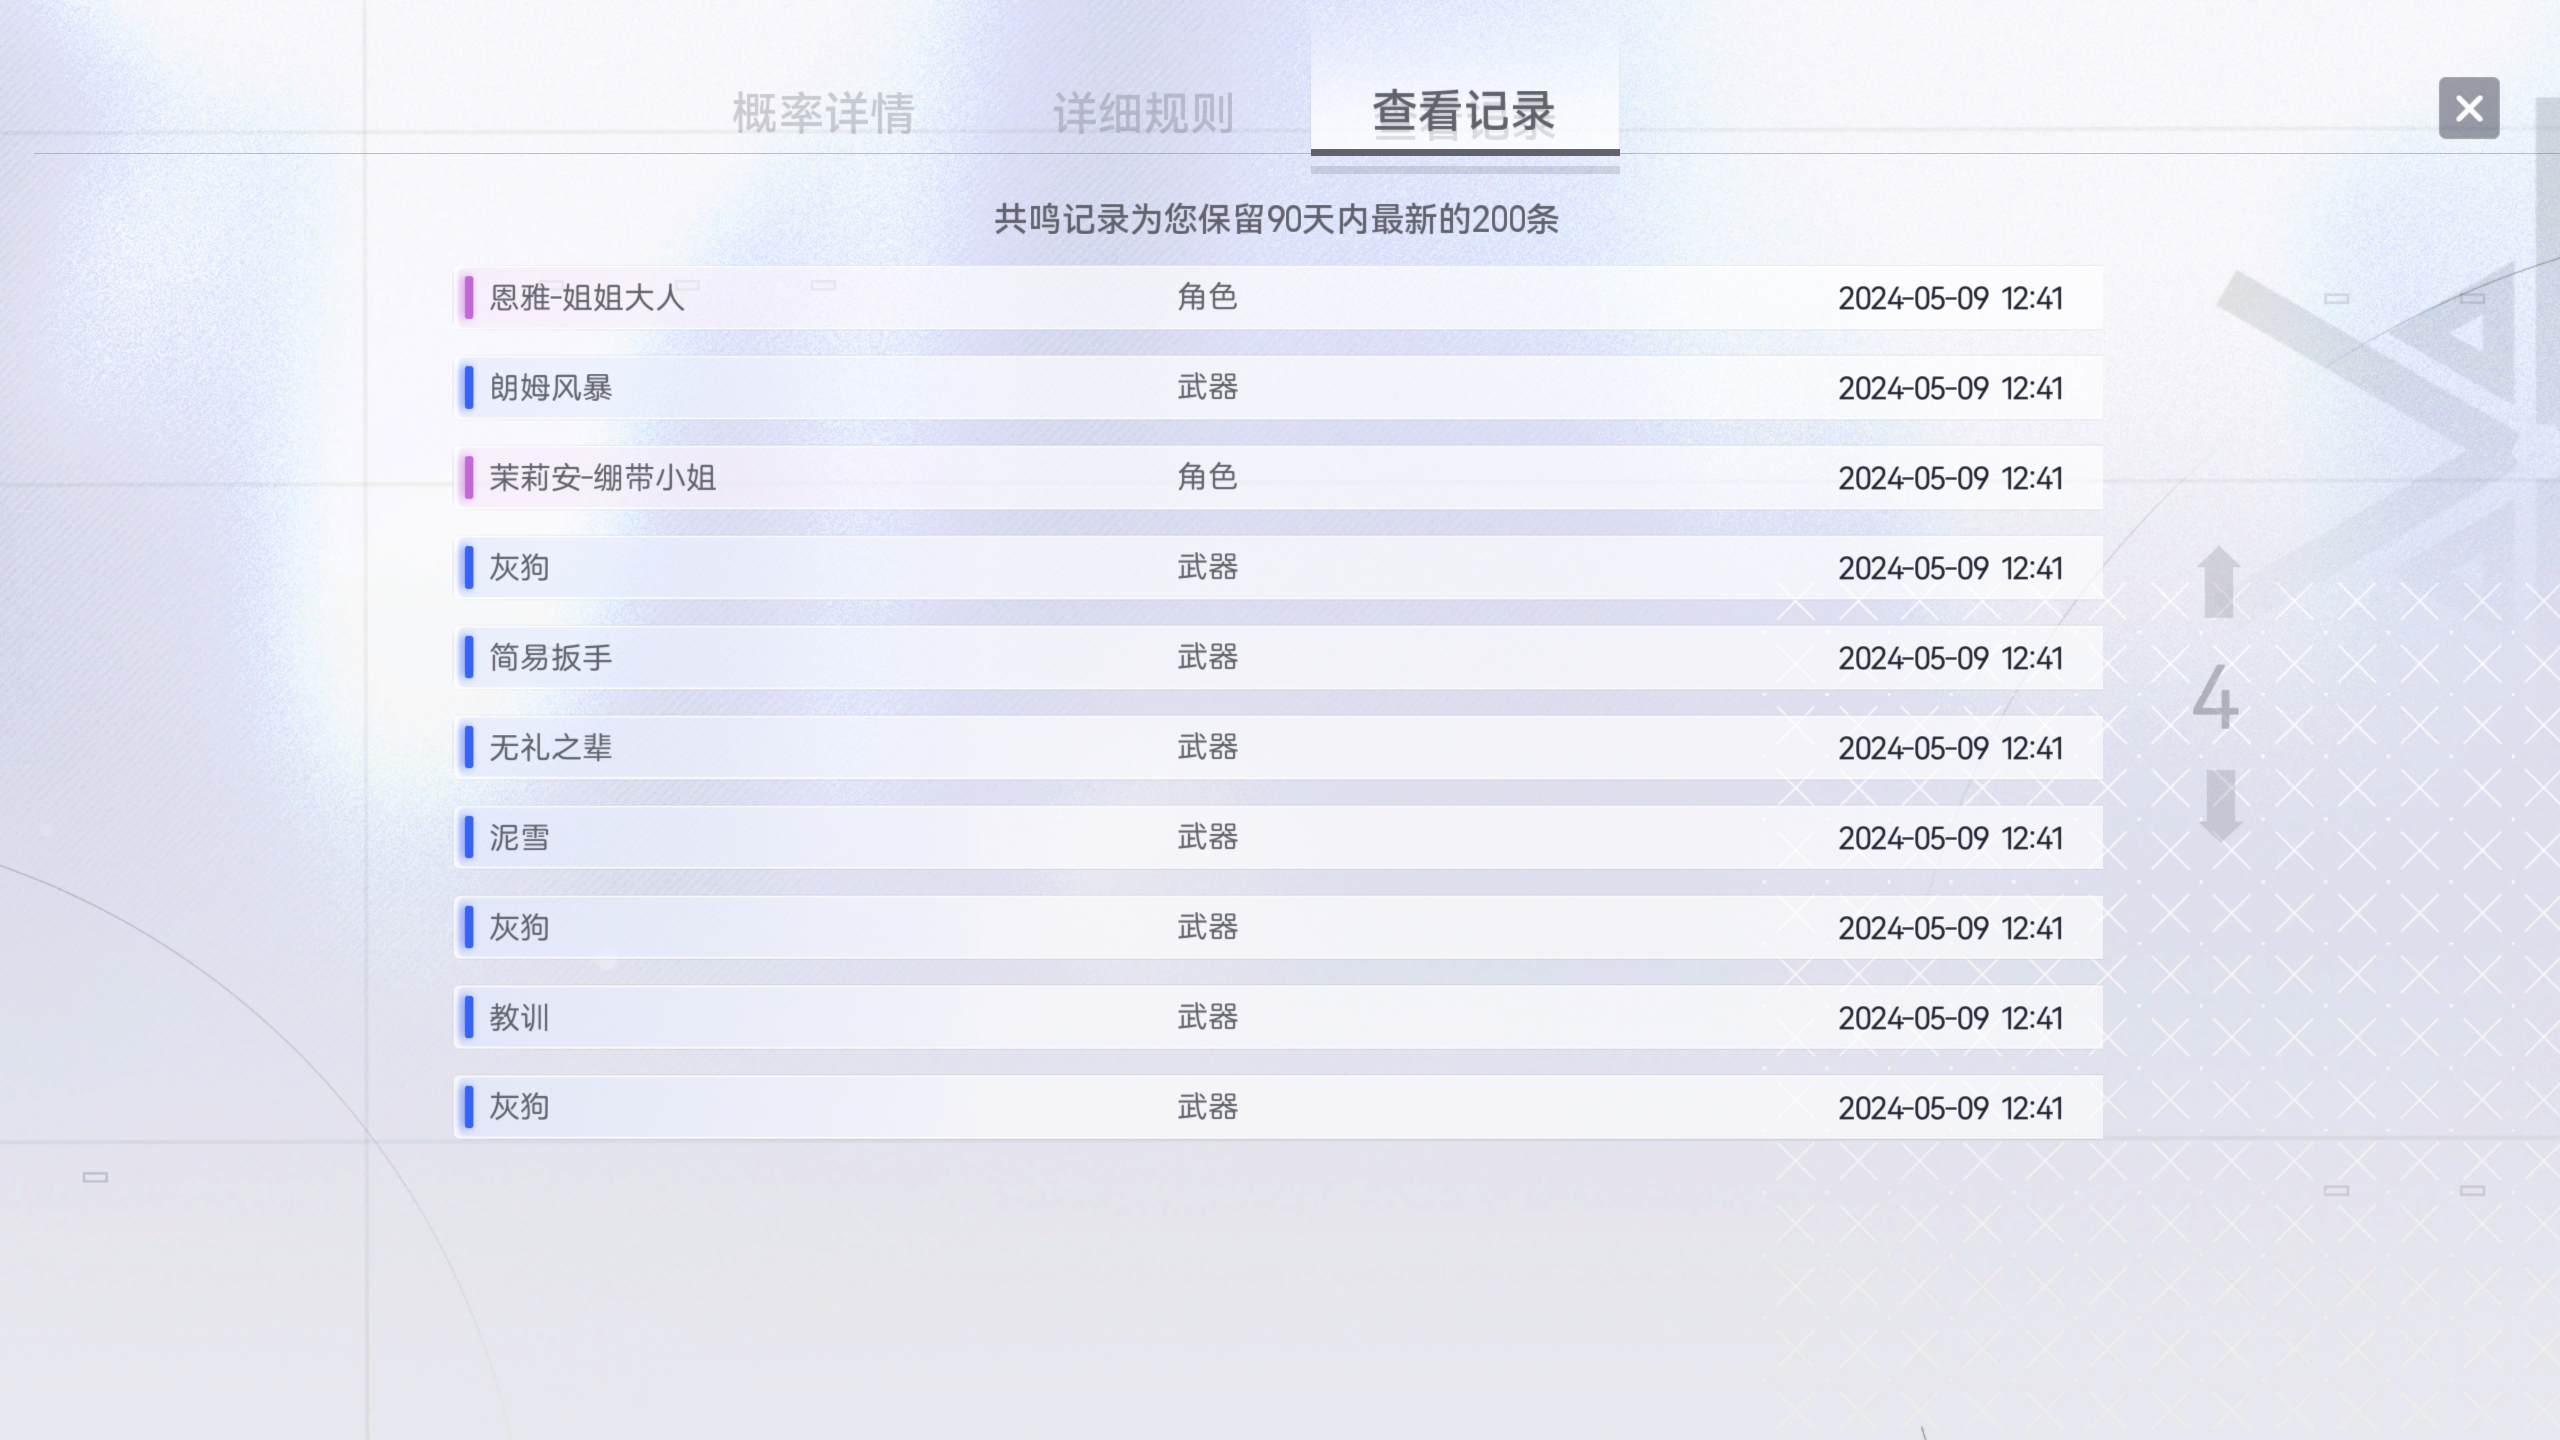 概率详情 详细规则 查看记录
共鸣记录为您保留90天内最新的200条
恩雅-姐姐大人 角色 2024-05-09 12:41
朗姆风暴 武器 2024-05-09 12:41
茉莉安-绷带小姐 角色 2024-05-09 12:41
灰狗 武器 2024-05-09 12:41
简易扳手 武器 2024-05-09 12:41
无礼之辈 武器 2024-05-09 12:41
泥雪 武器 2024-05-09 12:41
灰狗 武器 2024-05-09 12:41
教训 武器 2024-05-09 12:41
灰狗 武器 2024-05-09 12:41
4